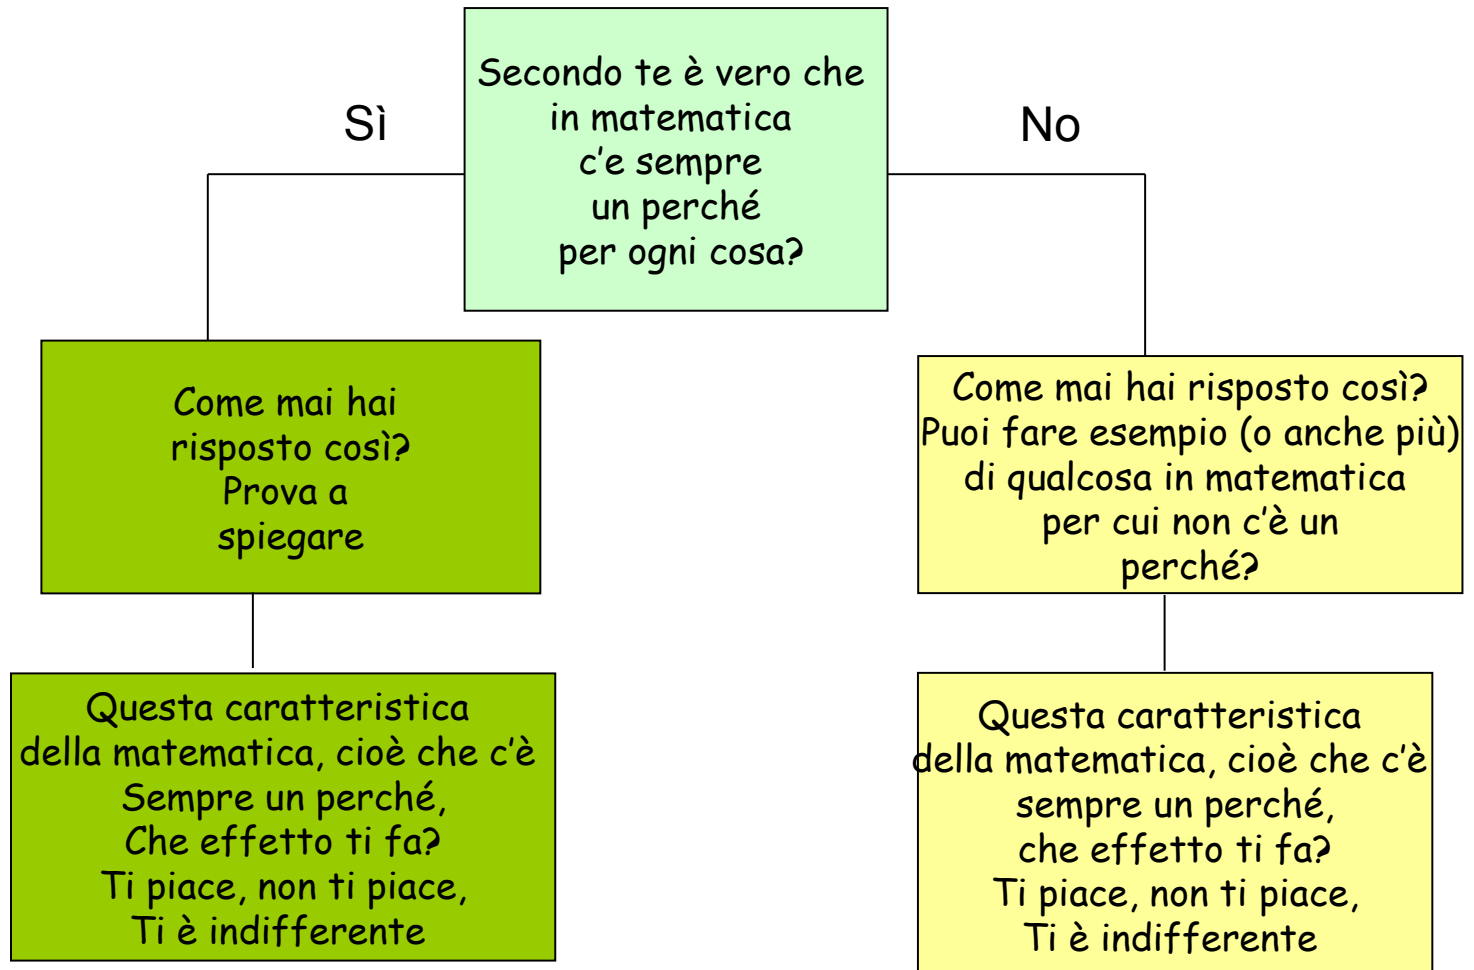 Secondo te è vero che
in matematica
c'e sempre
un perché
per ogni cosa?
Sì
No
Come mai hai
risposto così?
Prova a
spiegare
Come mai hai risposto così?
Puoi fare esempio (o anche più)
di qualcosa in matematica
per cui non c'è un
perché?
Questa caratteristica
della matematica, cioè che c'è
Sempre un perché,
Che effetto ti fa?
Ti piace, non ti piace,
Ti è indifferente
Questa caratteristica
della matematica, cioè che c'è
sempre un perché,
che effetto ti fa?
Ti piace, non ti piace,
Ti è indifferente